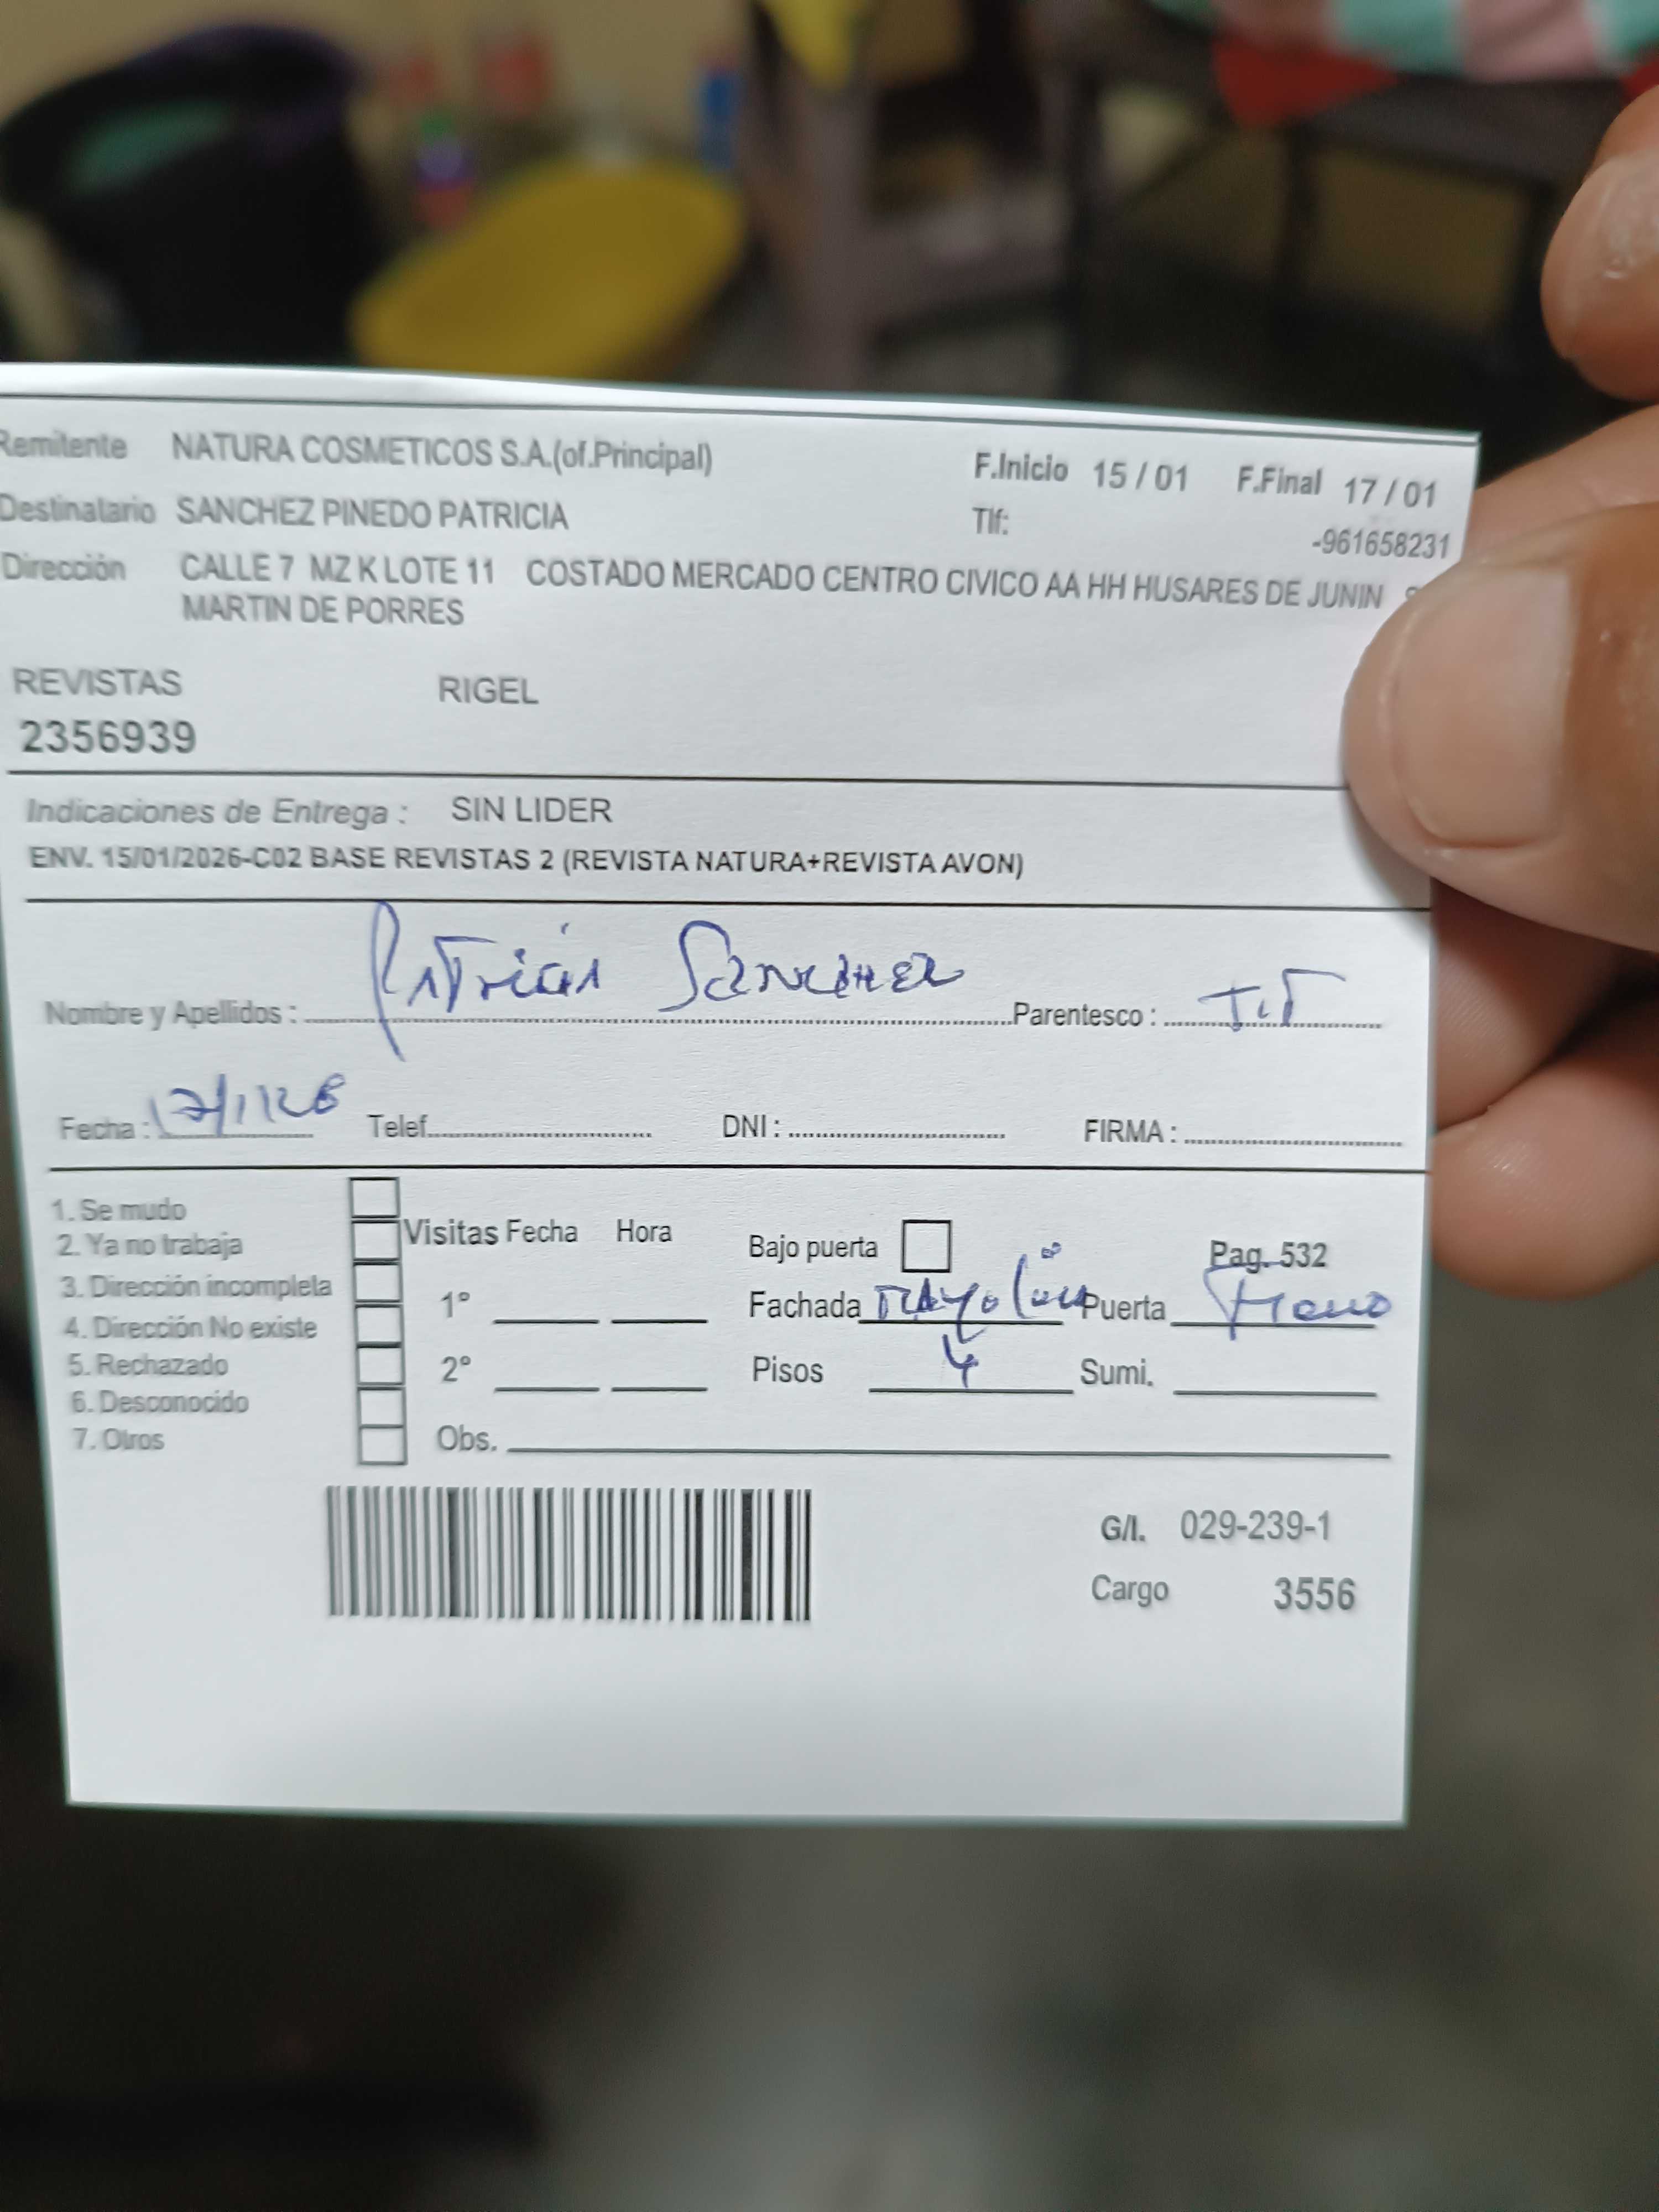 Remitente NATURA COSMETICOS S.A.(of.Principal) F.Inicio 15 / 01 F.Final 17 / 01
Destinatario SANCHEZ PINEDO PATRICIA Tlf: -961658231
Dirección CALLE 7 MZ K LOTE 11 COSTADO MERCADO CENTRO CIVICO AA HH HUSARES DE JUNIN
MARTIN DE PORRES
REVISTAS RIGEL
2356939
Indicaciones de Entrega : SIN LIDER
ENV. 15/01/2026-C02 BASE REVISTAS 2 (REVISTA NATURA+REVISTA AVON)
Nombre y Apellidos : Patricia Sanchez Parentesco : TIT
Fecha : 17/1/26 Telef. DNI : FIRMA :
1. Se mudo
2. Ya no trabaja Visitas Fecha Hora Bajo puerta Pag. 532
3. Dirección incompleta 1° Fachada Puerta
4. Dirección No existe
5. Rechazado 2° Pisos 4 Sumi.
6. Desconocido
7. Otros Obs.
G/I. 029-239-1
Cargo 3556